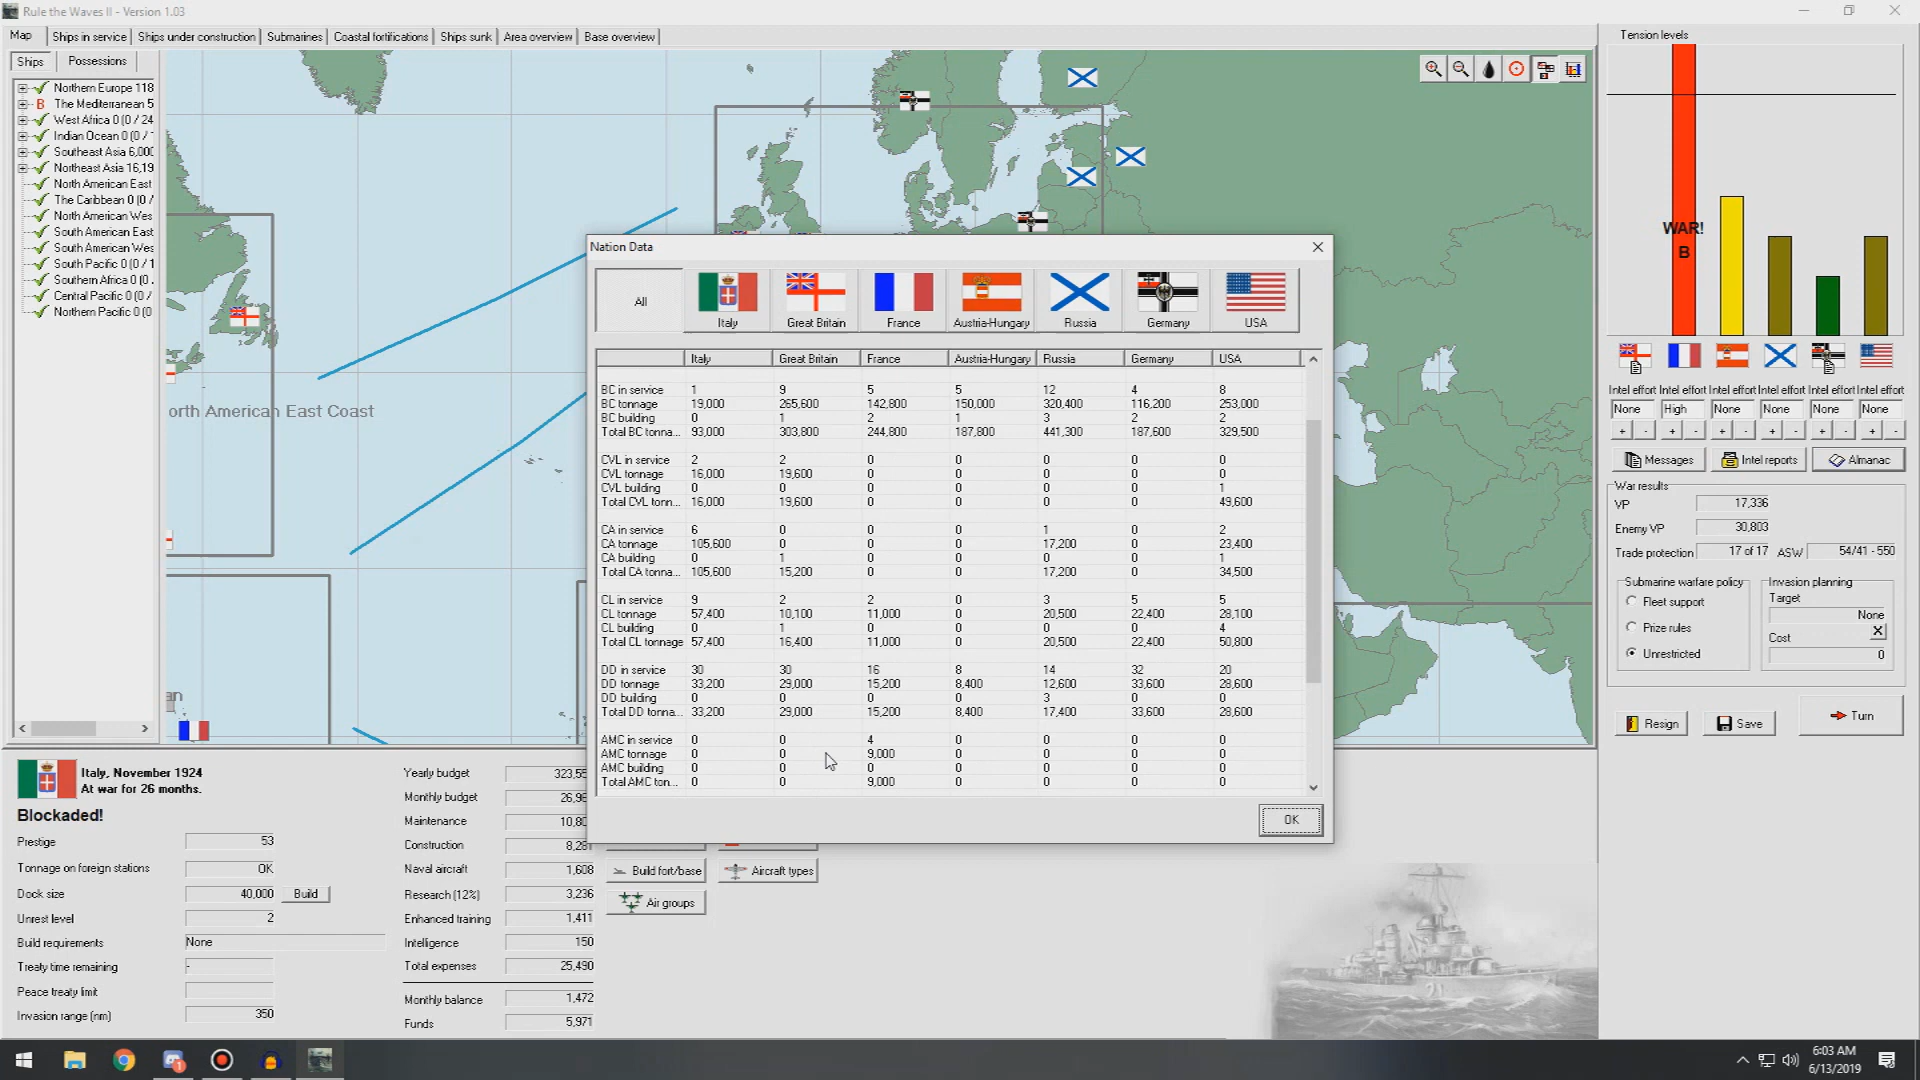 Rule the Waves II - Version 1.03
Map
Ships in service
Ships under construction
Submarines
Coastal fortifications
Ships sunk
Area overview
Base overview
Ships
Possessions
Northern Europe 118
B The Mediterranean 5
West Africa 0 (0 / 24
Indian Ocean 0 (0 / 1
Southeast Asia 6,000
Northeast Asia 16,19
North American East
The Caribbean 0 (0 /
North American Wes
South American East
South American Wes
South Pacific 0 ( / 1
Southern Africa 0 (0
Central Pacific 0 (0 /
Northern Pacific 0 (0
orth American East Coast
an
Nation Data
All
Italy
Great Britain
France
Austria-Hungary
Russia
Germany
USA
Italy Great Britain France Austria-Hungary Russia Germany USA
BC in service 1 9 5 5 12 4 8
BC tonnage 19,000 265,600 142,800 150,000 320,400 116,200 253,000
BC building 0 1 2 1 3 2 2
Total BC tonna... 93,000 303,800 244,800 187,800 441,300 187,600 329,500
CVL in service 2 2 0 0 0 0 0
CVL tonnage 16,000 19,600 0 0 0 0 0
CVL building 0 0 0 0 0 0 1
Total CVL tonn... 16,000 19,600 0 0 0 0 49,600
CA in service 6 0 0 0 1 0 2
CA tonnage 105,600 0 0 0 17,200 0 23,400
CA building 0 1 0 0 0 0 1
Total CA tonna... 105,600 15,200 0 0 17,200 0 34,500
CL in service 9 2 2 0 3 5 5
CL tonnage 57,400 10,100 11,000 0 20,500 22,400 28,100
CL building 0 1 0 0 0 0 4
Total CL tonnage 57,400 16,400 11,000 0 20,500 22,400 50,800
DD in service 30 30 16 8 14 32 20
DD tonnage 33,200 29,000 15,200 8,400 12,600 33,600 28,600
DD building 0 0 0 0 3 0 0
Total DD tonna... 33,200 29,000 15,200 8,400 17,400 33,600 28,600
AMC in service 0 0 4 0 0 0 0
AMC tonnage 0 0 9,000 0 0 0 0
AMC building 0 0 0 0 0 0 0
Total AMC ton... 0 0 9,000 0 0 0 0
OK
Tension levels
WAR!
B
Intel effort Intel effort Intel effort Intel effort Intel effort Intel effort
None High None None None None
+ - + - + - + - + - + -
Messages
Intel reports
Almanac
War results
VP 17,336
Enemy VP 30,803
Trade protection 17 of 17 ASW 54/41 - 550
Submarine warfare policy
Fleet support
Prize rules
Unrestricted
Invasion planning
Target
None
Cost X
0
Resign
Save
Turn
Italy, November 1924
At war for 26 months.
Blockaded!
Prestige 53
Tonnage on foreign stations OK
Dock size 40,000 Build
Unrest level 2
Build requirements None
Treaty time remaining -
Peace treaty limit
Invasion range (nm) 350
Yearly budget 323,55
Monthly budget 26,96
Maintenance 10,80
Construction 8,28
Naval aircraft 1,608
Research (12%) 3,236
Enhanced training 1,411
Intelligence 150
Total expenses 25,490
Monthly balance 1,472
Funds 5,971
Build fort/base
Aircraft types
Air groups
21
1
6:03 AM
6/13/2019